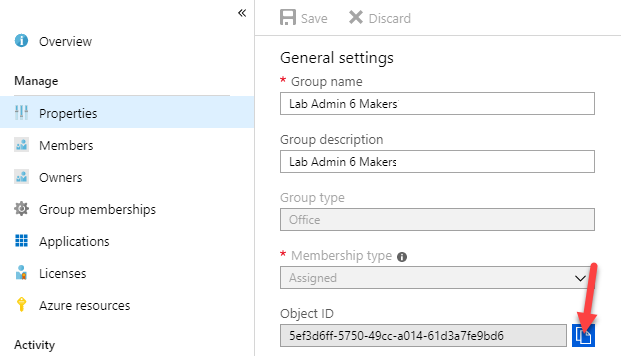 «
Overview
Manage
Properties
Members
Owners
Group memberships
Applications
Licenses
Azure resources
Activity
Save Discard
General settings
* Group name
Lab Admin 6 Makers
Group description
Lab Admin 6 Makers
Group type
Office
* Membership type
Assigned
Object ID
5ef3d6ff-5750-49cc-a014-61d3a7fe9bd6